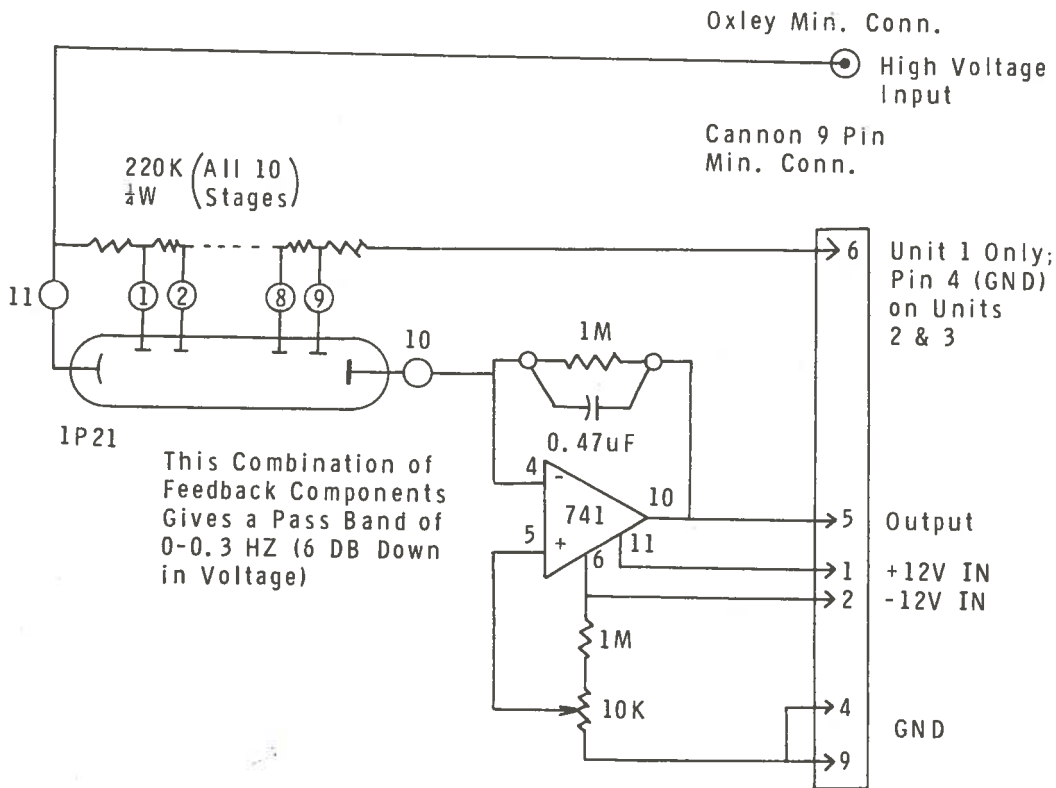 Oxley Min. Conn.
High Voltage
Input
Cannon 9 Pin
Min. Conn.
220K (All 10
¼W Stages)
6
Unit 1 Only;
Pin 4 (GND)
on Units
2 & 3
11
1
2
8
9
10
1M
0.47uF
1P21
This Combination of
Feedback Components
Gives a Pass Band of
0-0.3 HZ (6 DB Down
in Voltage)
4
-
741
10
5
+
6
11
5 Output
1 +12V IN
2 -12V IN
1M
10K
4
GND
9